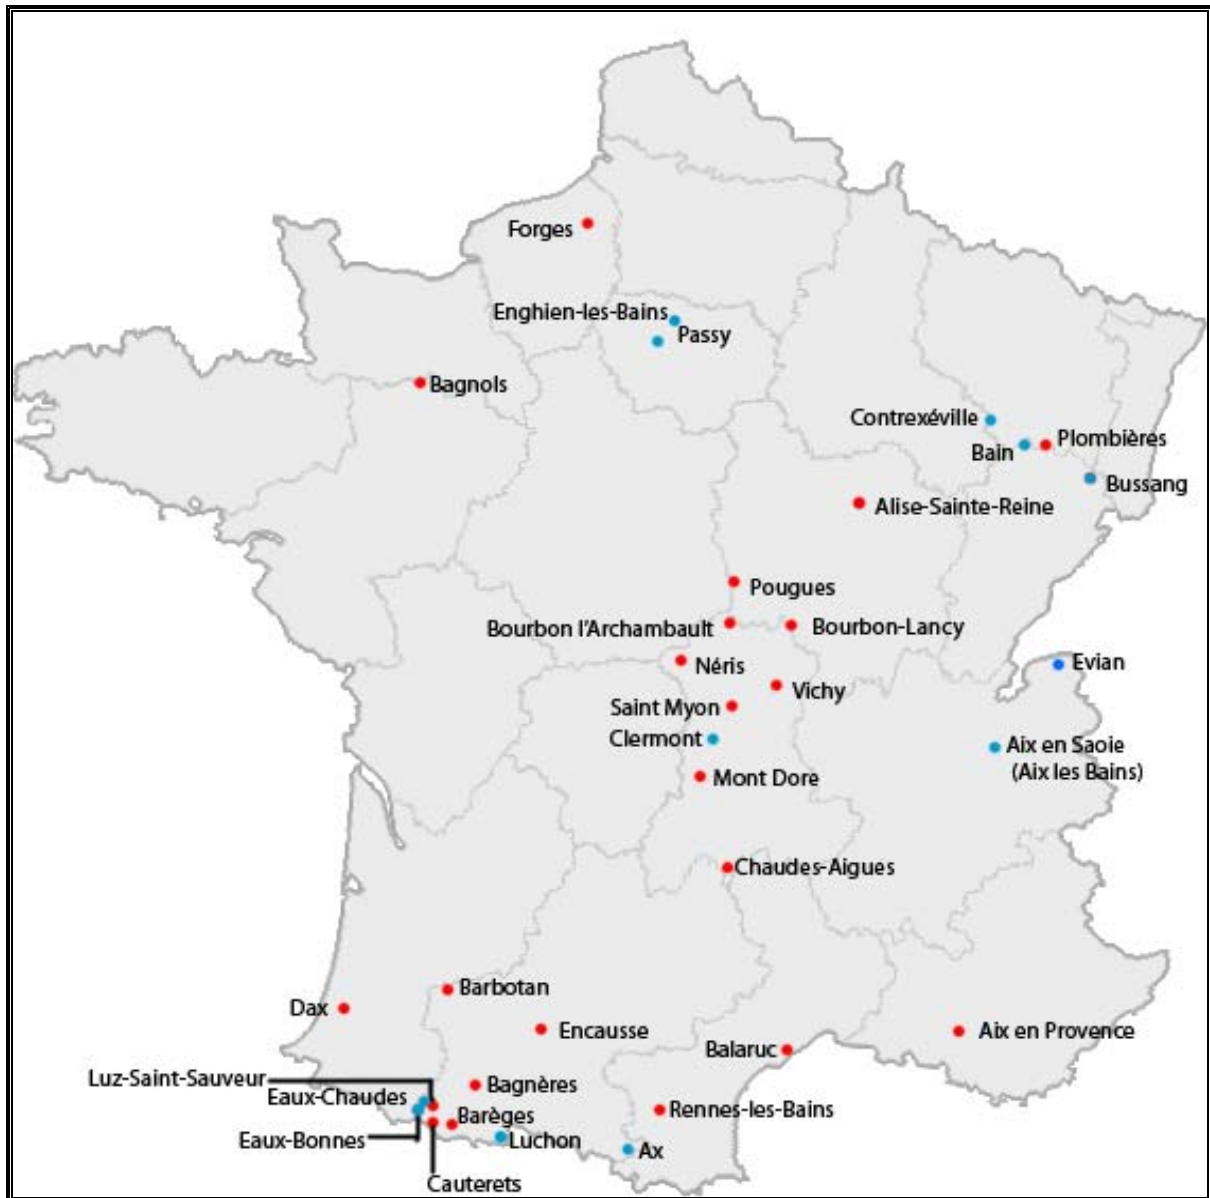 Forges
Enghien-les-Bains
Passy
Bagnols
Contrexéville
Plombières
Bain
Bussang
Alise-Sainte-Reine
Pougues
Bourbon l'Archambault
Bourbon-Lancy
Néris
Evian
Vichy
Saint Myon
Clermont
Aix en Saoie
(Aix les Bains)
Mont Dore
Chaudes-Aigues
Barbotan
Dax
Encausse
Aix en Provence
Balaruc
Luz-Saint-Sauveur
Bagnères
Eaux-Chaudes
Rennes-les-Bains
Barèges
Eaux-Bonnes
Luchon
Ax
Cauterets